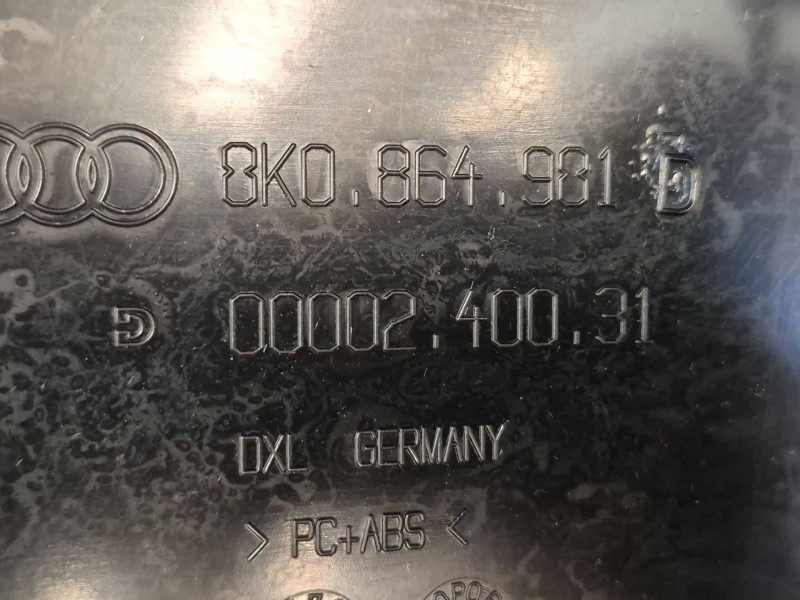 8K0.864.981 D
D 00002.400.31
DXL GERMANY
> PC+ABS <